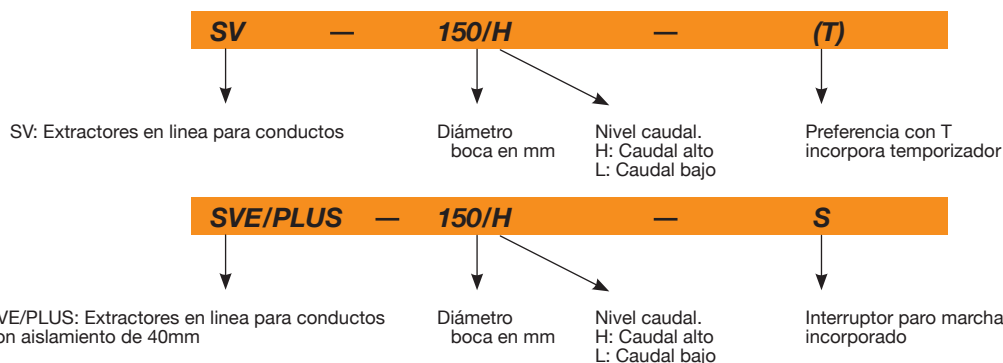 SV — 150/H — (T)
SV: Extractores en linea para conductos
Diámetro
boca en mm
Nivel caudal.
H: Caudal alto
L: Caudal bajo
Preferencia con T
incorpora temporizador
SVE/PLUS — 150/H — S
VE/PLUS: Extractores en linea para conductos
on aislamiento de 40mm
Diámetro
boca en mm
Nivel caudal.
H: Caudal alto
L: Caudal bajo
Interruptor paro marcha
incorporado